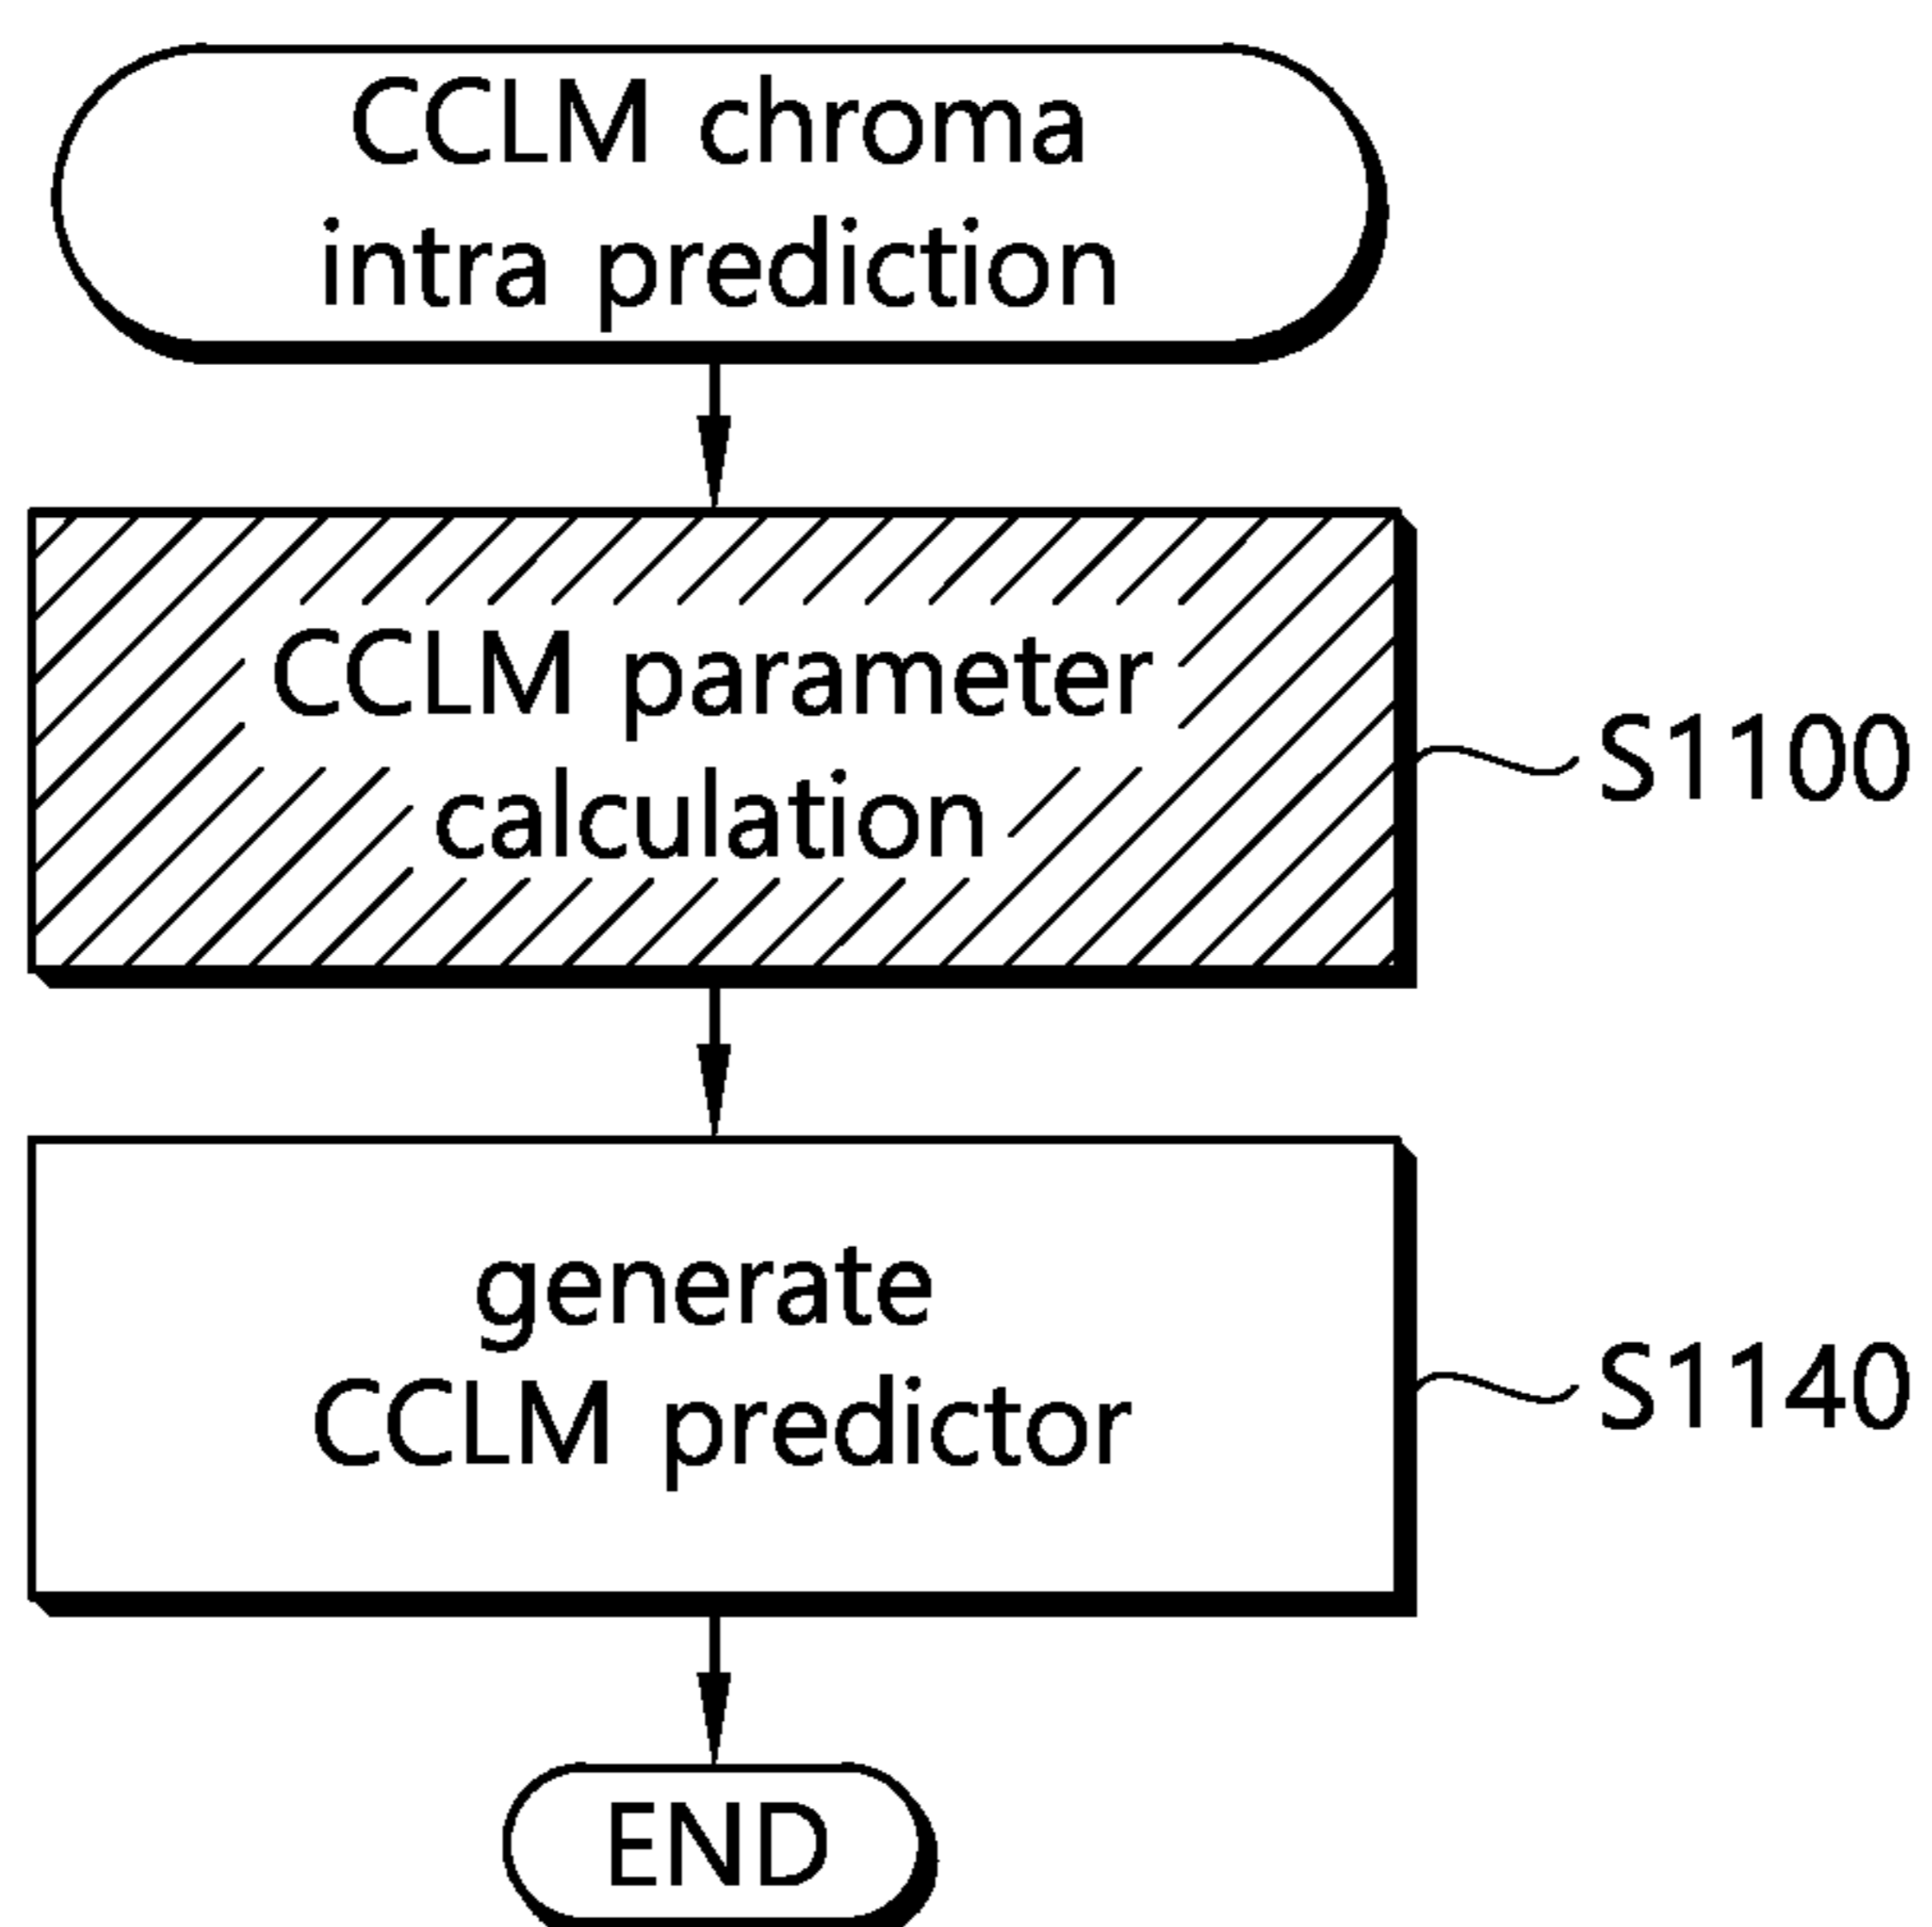 CCLM chroma
intra prediction
CCLM parameter
calculation
S1100
generate
CCLM predictor
S1140
END